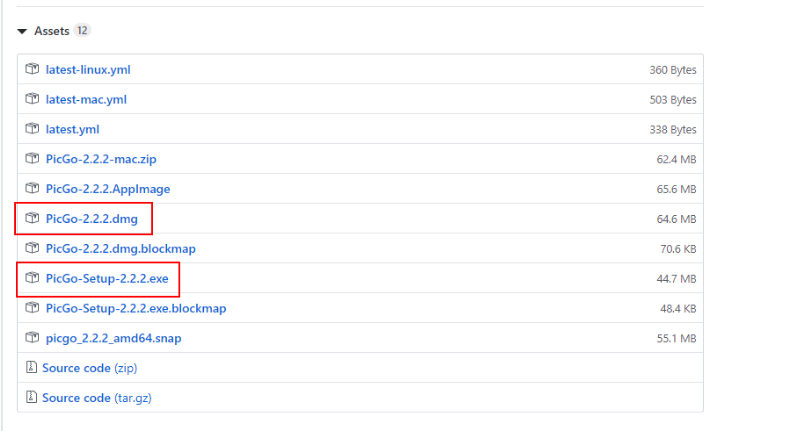 Assets 12
latest-linux.yml 360 Bytes
latest-mac.yml 503 Bytes
latest.yml 338 Bytes
PicGo-2.2.2-mac.zip 62.4 MB
PicGo-2.2.2.AppImage 65.6 MB
PicGo-2.2.2.dmg 64.6 MB
PicGo-2.2.2.dmg.blockmap 70.6 KB
PicGo-Setup-2.2.2.exe 44.7 MB
PicGo-Setup-2.2.2.exe.blockmap 48.4 KB
picgo_2.2.2_amd64.snap 55.1 MB
Source code (zip)
Source code (tar.gz)